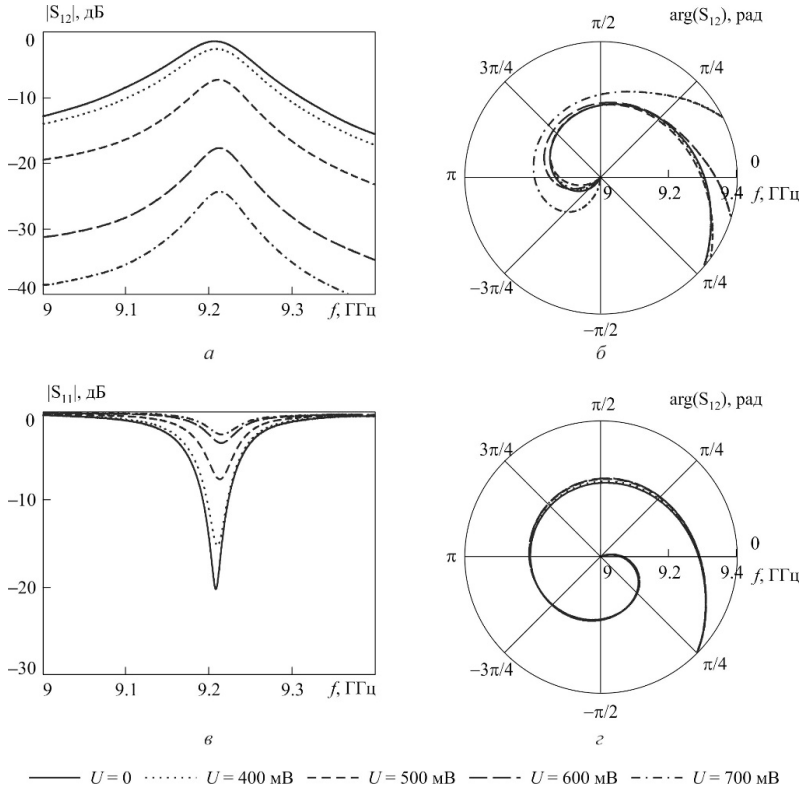 |S₁₂|, дБ
0
−10
−20
−30
−40
9
9.1
9.2
9.3
f, ГГц
а
arg(S₁₂), рад
π/2
3π/4
π/4
π
0
9
9.2
9.4
f, ГГц
−3π/4
π/4
−π/2
б
|S₁₁|, дБ
0
−10
−20
−30
9
9.1
9.2
9.3
f, ГГц
в
arg(S₁₂), рад
π/2
3π/4
π/4
π
0
9
9.2
9.4
f, ГГц
−3π/4
π/4
−π/2
г
U = 0 U = 400 мВ U = 500 мВ U = 600 мВ U = 700 мВ